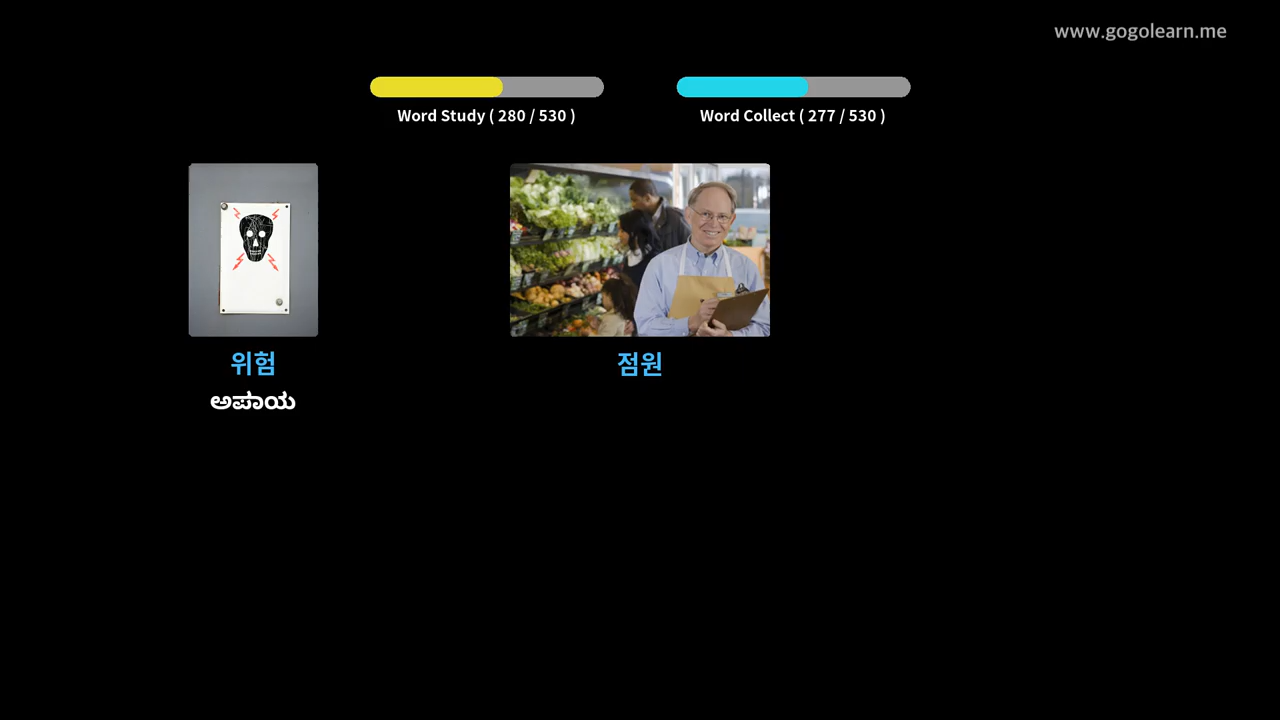 www.gogolearn.me
Word Study ( 280 / 530 )
Word Collect ( 277 / 530 )
위험
점원
ಅಪಾಯ